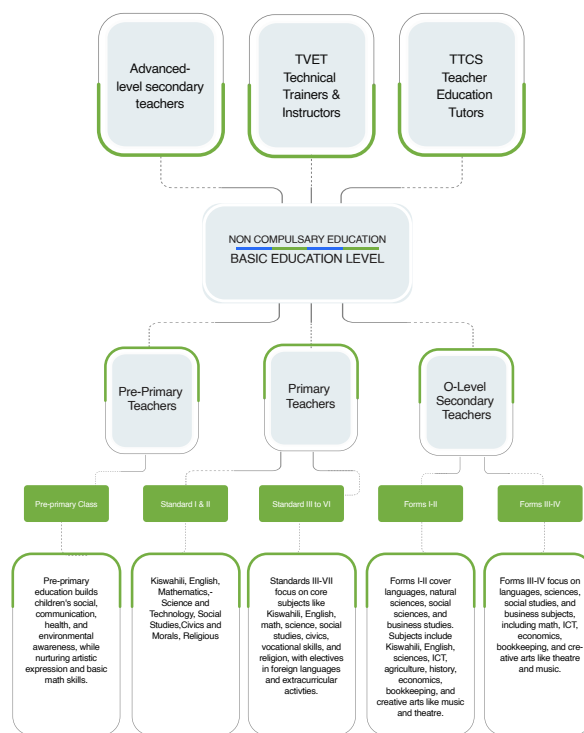 Advanced-
level secondary
teachers
TVET
Technical
Trainers &
Instructors
TTCS
Teacher
Education
Tutors
NON COMPULSARY EDUCATION
BASIC EDUCATION LEVEL
Pre-Primary
Teachers
Primary
Teachers
O-Level
Secondary
Teachers
Pre-primary Class
Standard I & II
Standard III to VI
Forms I-II
Forms III-IV
Pre-primary
education builds
children's social,
communication,
health, and
environmental
awareness, while
nurturing artistic
expression and basic
math skills.
Kiswahili, English,
Mathematics,-
Science and
Technology, Social
Studies,Civics and
Morals, Religious
Standards III-VII
focus on core
subjects like
Kiswahili, English,
math, science, social
studies, civics,
vocational skills, and
religion, with electives
in foreign languages
and extracurricular
activties.
Forms I-II cover
languages, natural
sciences, social
sciences, and
business studies.
Subjects include
Kiswahili, English,
sciences, ICT,
agriculture, history,
economics,
bookkeeping, and
creative arts like music
and theatre.
Forms III-IV focus on
languages, sciences,
social studies, and
business subjects,
including math, ICT,
economics,
bookkeeping, and cre-
ative arts like theatre
and music.